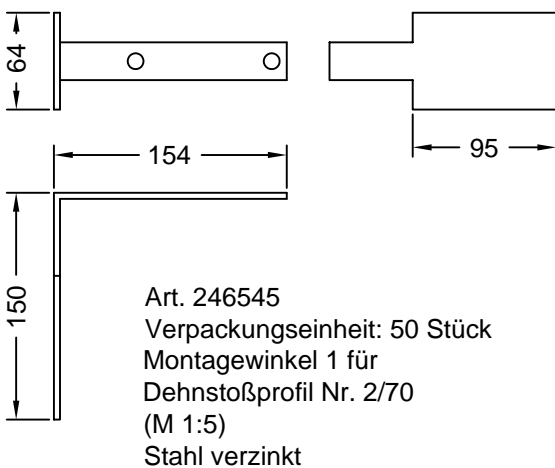 64
154
95
150
Art. 246545
Verpackungseinheit: 50 Stück
Montagewinkel 1 für
Dehnstoßprofil Nr. 2/70
(M 1:5)
Stahl verzinkt